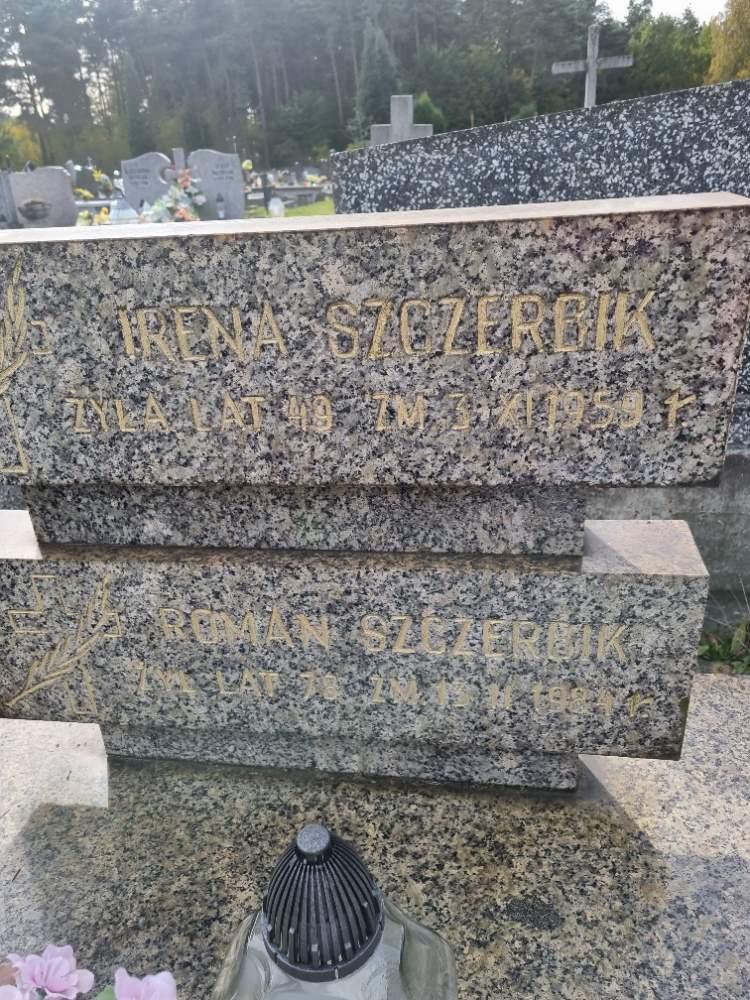 IRENA SZCZERBIK
ŻYŁA LAT 49 ZM 3 XI 1959 r
ROMAN SZCZERBIK
ŻYŁ LAT 78 ZM 13 II 1984 r